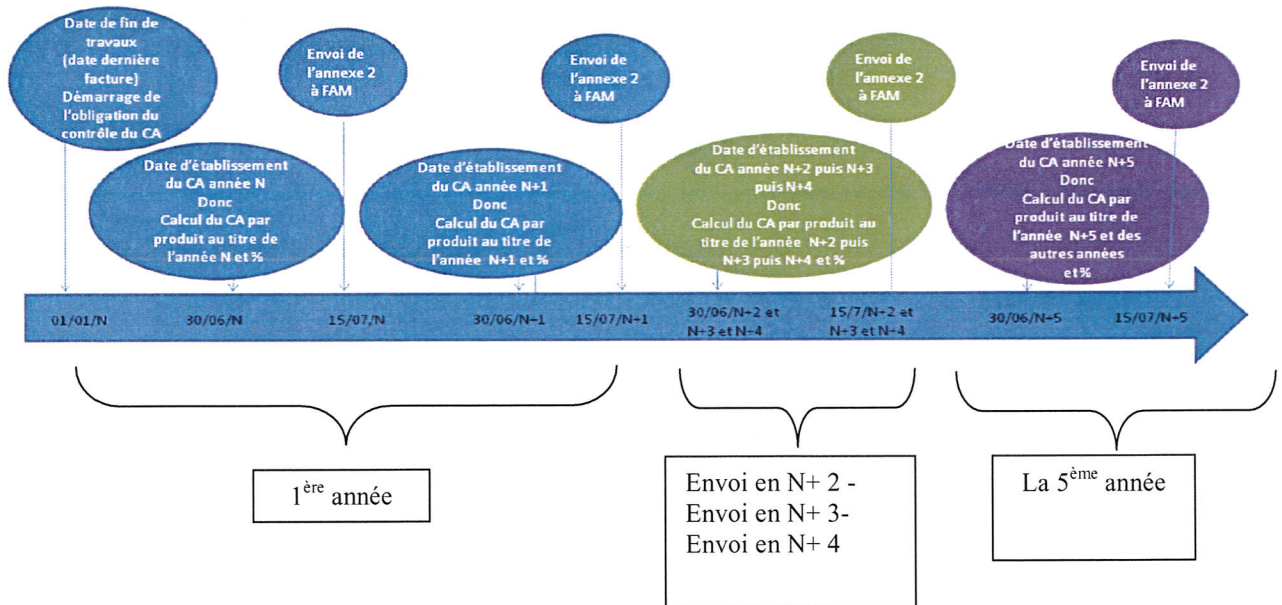 Date de fin de
travaux
(date dernière
facture)
Démarrage de
l'obligation du
contrôle du CA
Envoi de
l'annexe 2
à FAM
Envoi de
l'annexe 2
à FAM
Envoi de
l'annexe 2
à FAM
Envoi de
l'annexe 2
à FAM
Date d'établissement
du CA année N
Donc
Calcul du CA par
produit au titre de
l'année N et %
Date d'établissement
du CA année N+1
Donc
Calcul du CA par
produit au titre de
l'année N+1 et %
Date d'établissement
du CA année N+2 puis N+3
puis N+4
Donc
Calcul du CA par produit au
titre de l'année N+2 puis
N+3 puis N+4 et %
Date d'établissement
du CA année N+5
Donc
Calcul du CA par
produit au titre de
l'année N+5 et des
autres années
et %
01/01/N
30/06/N
15/07/N
30/06/N+1
15/07/N+1
30/06/N+2 et
N+3 et N+4
15/7/N+2 et
N+3 et N+4
30/06/N+5
15/07/N+5
1ère année
Envoi en N+ 2 -
Envoi en N+ 3-
Envoi en N+ 4
La 5ème année